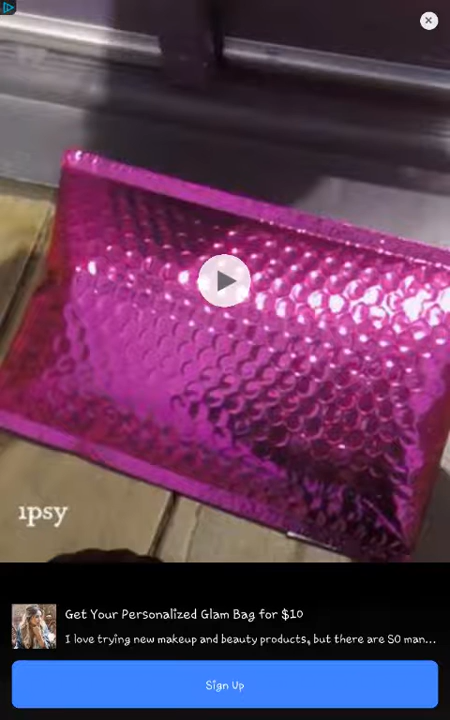 ipsy
Get Your Personalized Glam Bag for $10
I love trying new makeup and beauty products, but there are SO man...
Sign Up